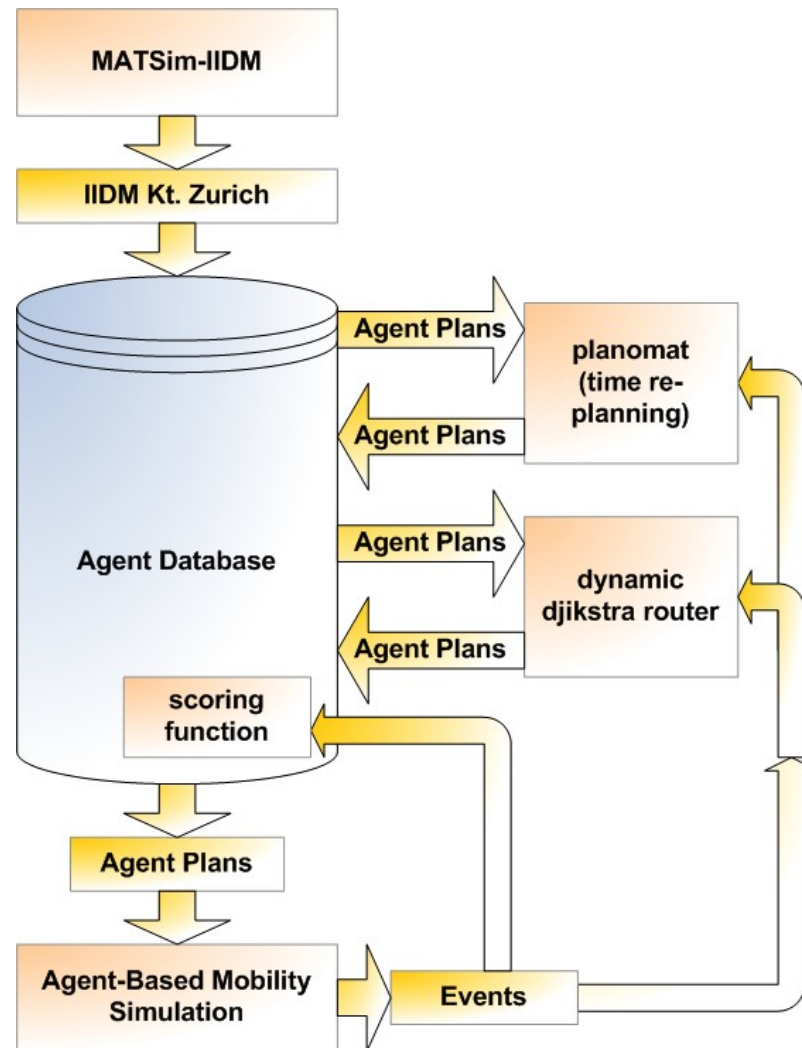 MATSim-IIDM
IIDM Kt. Zurich
Agent Plans
planomat
(time re-
planning)
Agent Plans
Agent Database
Agent Plans
dynamic
djikstra router
Agent Plans
scoring
function
Agent Plans
Agent-Based Mobility
Simulation
Events